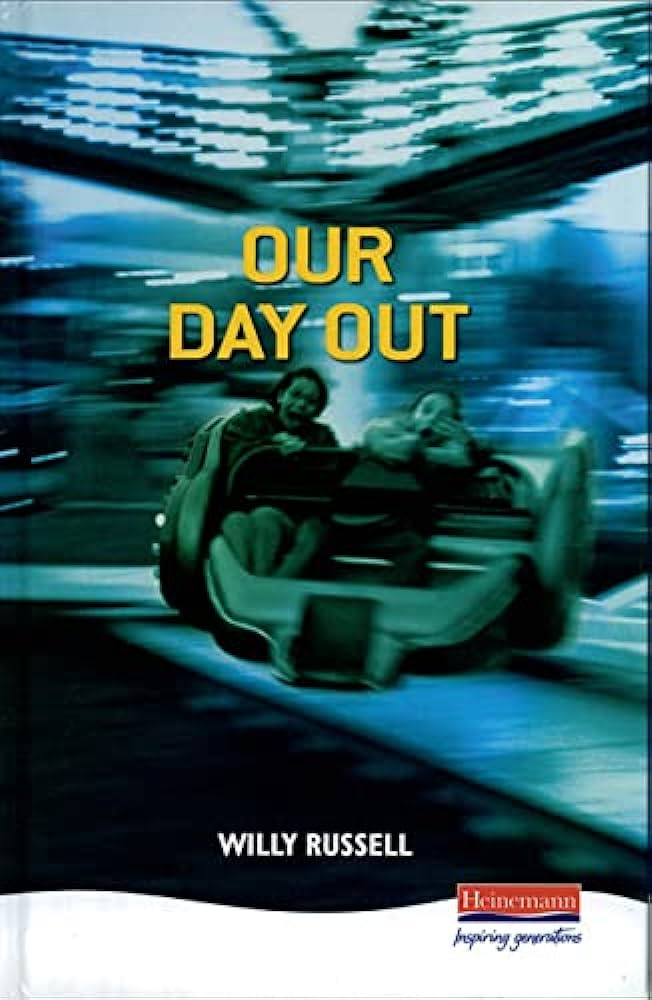 OUR
DAY OUT
WILLY RUSSELL
Heinemann
Inspiring generations